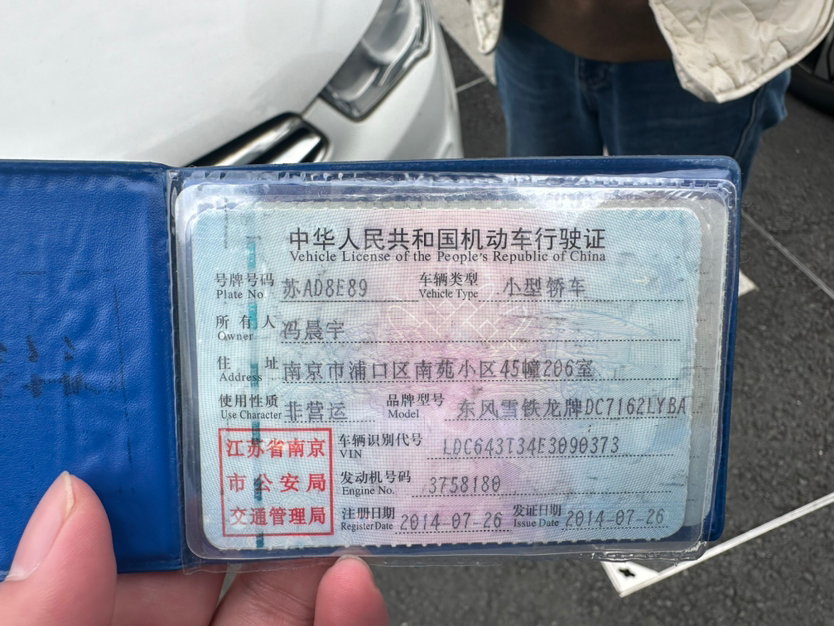 中华人民共和国机动车行驶证
Vehicle License of the People's Republic of China
号牌号码 苏AD8E89 车辆类型 小型轿车
Plate No. Vehicle Type
所有人 冯晨宇
Owner
住址 南京市浦口区南苑小区45幢206室
Address
使用性质 非营运 品牌型号 东风雪铁龙牌DC7162LYBA
Use Character Model
江苏省南京
市公安局
交通管理局
车辆识别代号 LDC643T34E3090373
VIN
发动机号码 3758180
Engine No.
注册日期 2014-07-26 发证日期 2014-07-26
Register Date Issue Date